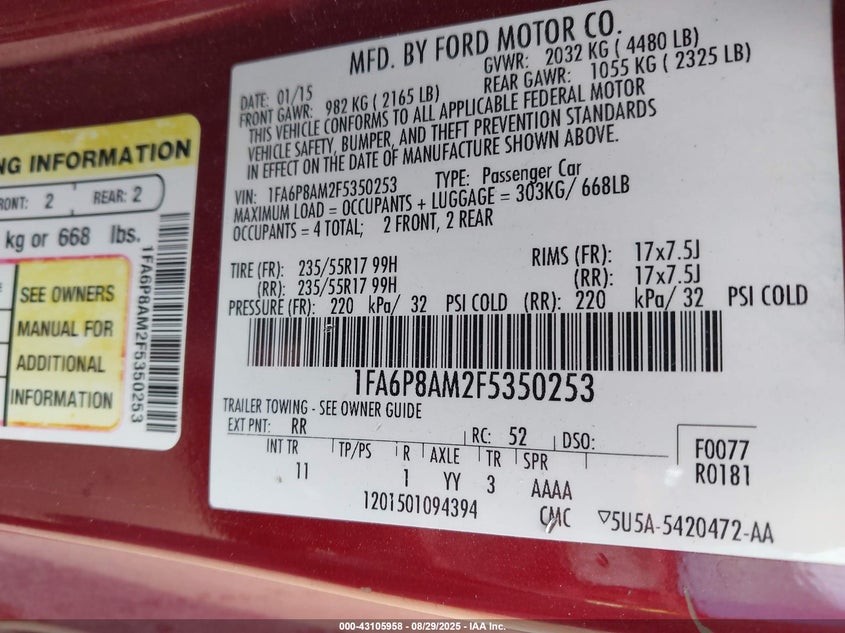 MFD. BY FORD MOTOR CO.
DATE: 01/15
GVWR: 2032 KG ( 4480 LB)
FRONT GAWR: 982 KG ( 2165 LB)
REAR GAWR: 1055 KG ( 2325 LB)
THIS VEHICLE CONFORMS TO ALL APPLICABLE FEDERAL MOTOR
VEHICLE SAFETY, BUMPER, AND THEFT PREVENTION STANDARDS
IN EFFECT ON THE DATE OF MANUFACTURE SHOWN ABOVE.
VIN: 1FA6P8AM2F5350253 TYPE: Passenger Car
MAXIMUM LOAD = OCCUPANTS + LUGGAGE = 303KG/ 668LB
OCCUPANTS = 4 TOTAL; 2 FRONT, 2 REAR
TIRE (FR): 235/55R17 99H RIMS (FR): 17x7.5J
(RR): 235/55R17 99H (RR): 17x7.5J
PRESSURE (FR): 220 kPa/ 32 PSI COLD (RR): 220 kPa/ 32 PSI COLD
1FA6P8AM2F5350253
TRAILER TOWING - SEE OWNER GUIDE
EXT PNT: RR RC: 52 DSO:
INT TR TP/PS R AXLE TR SPR
11 1 YY 3 AAAA
F0077
R0181
1201501094394 CMC ▽5U5A-5420472-AA
NG INFORMATION
RONT: 2 REAR: 2
kg or 668 lbs.
SEE OWNERS
MANUAL FOR
ADDITIONAL
INFORMATION
1FA6P8AM2F5350253
000-43105958 - 08/29/2025 - IAA Inc.